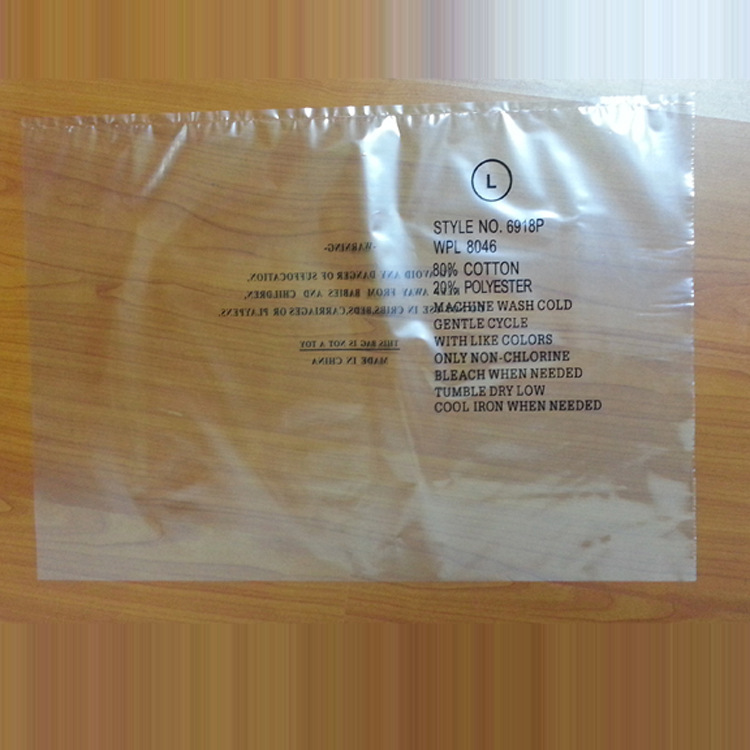 L
STYLE NO. 6918P
WPL 8046
80% COTTON
20% POLYESTER
MACHINE WASH COLD
GENTLE CYCLE
WITH LIKE COLORS
ONLY NON-CHLORINE
BLEACH WHEN NEEDED
TUMBLE DRY LOW
COOL IRON WHEN NEEDED
-WARNING-
AVOID ANY DANGER OF SUFFOCATION,
AWAY FROM BABIES AND CHILDREN,
USE IN CRIBS,BEDS,CARRIAGES OR PLAYPENS.
THIS BAG IS NOT A TOY
MADE IN CHINA